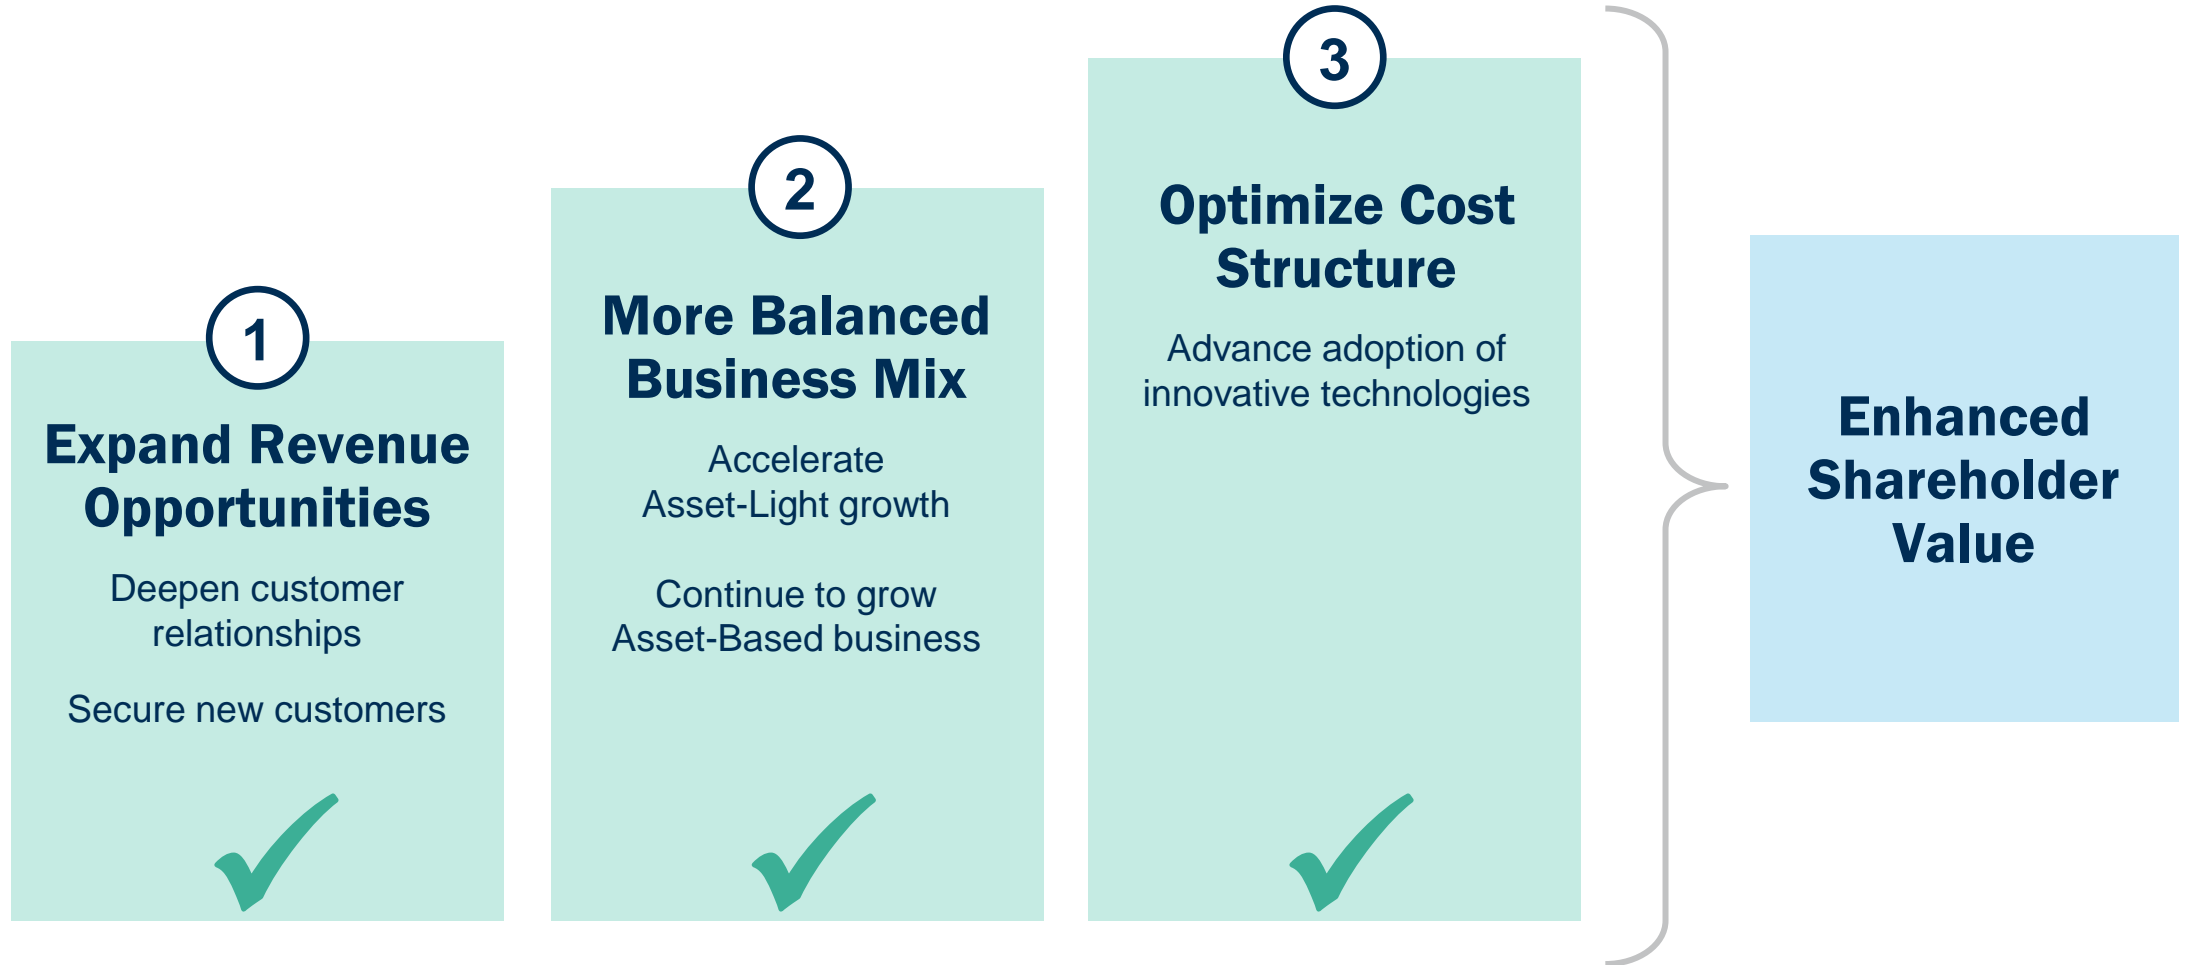 1
Expand Revenue
Opportunities
Deepen customer
relationships
Secure new customers
2
More Balanced
Business Mix
Accelerate
Asset-Light growth
Continue to grow
Asset-Based business
3
Optimize Cost
Structure
Advance adoption of
innovative technologies
Enhanced
Shareholder
Value